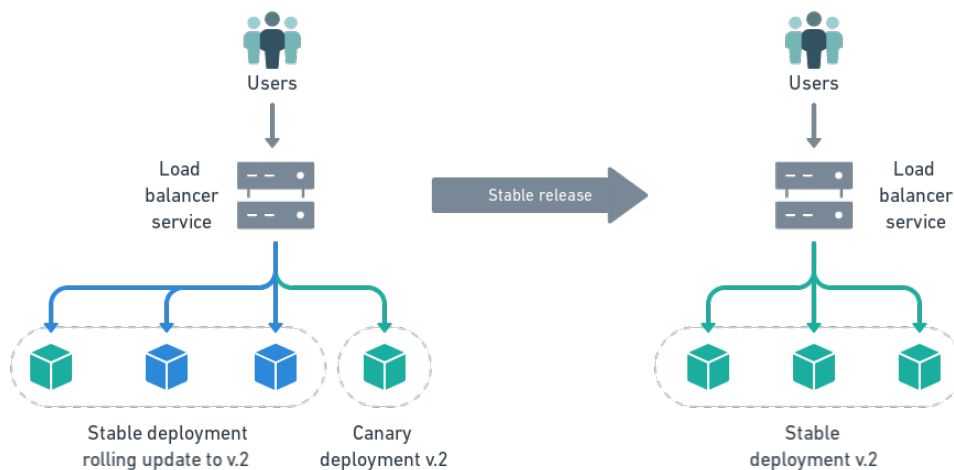 Users
Load
balancer
service
Stable deployment
rolling update to v.2
Canary
deployment v.2
Stable release
Users
Load
balancer
service
Stable
deployment v.2